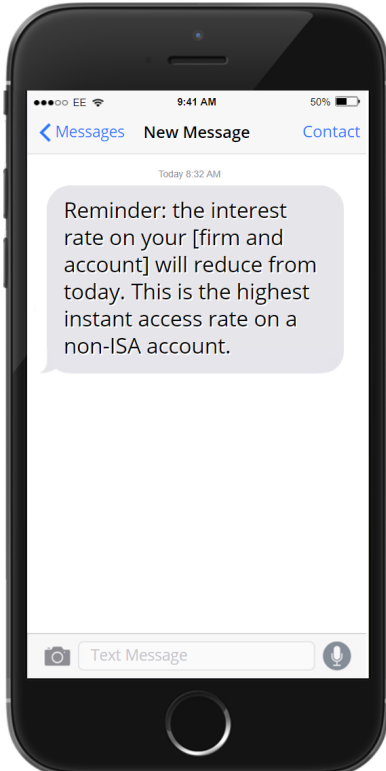 EE 9:41 AM 50%
Messages New Message Contact
Today 8:32 AM
Reminder: the interest
rate on your [firm and
account] will reduce from
today. This is the highest
instant access rate on a
non-ISA account.
Text Message